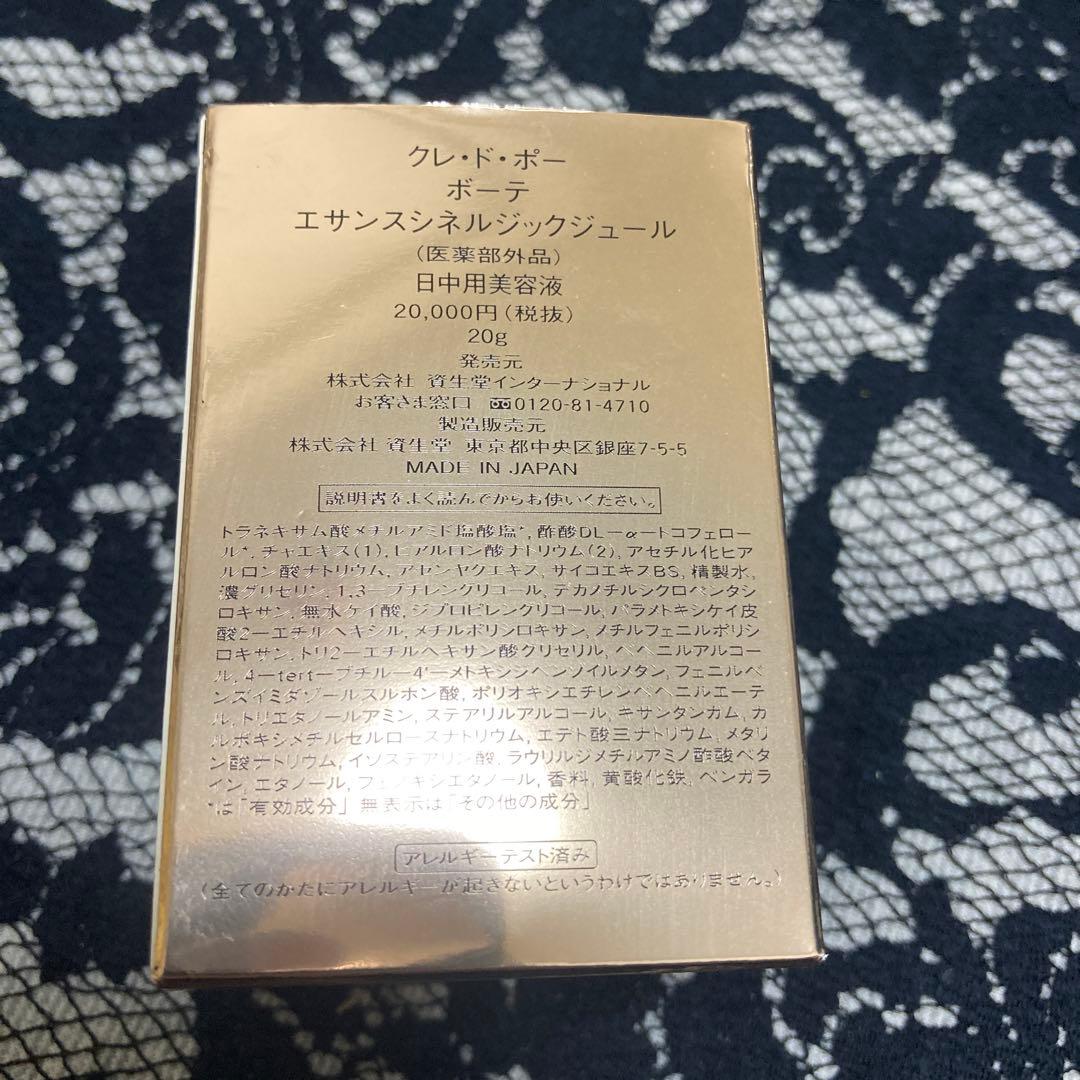 クレ・ド・ポー
ボーテ
エサンスシネルジックジュール
（医薬部外品）
日中用美容液
20,000円（税抜）
20g
発売元
株式会社 資生堂インターナショナル
お客さま窓口 0120-81-4710
製造販売元
株式会社 資生堂 東京都中央区銀座7-5-5
MADE IN JAPAN
説明書をよく読んでからお使いください。
トラネキサム酸メチルアミド塩酸塩*, 酢酸DL－α－トコフェロ
ール*, チャエキス（1）, ヒアルロン酸ナトリウム（2）, アセチル化ヒア
ルロン酸ナトリウム, アセンヤクエキス, サイコエキスBS, 精製水,
濃グリセリン, 1,3－ブチレングリコール, デカメチルシクロペンタシ
ロキサン, 無水ケイ酸, ジプロピレングリコール, パラメトキシケイ皮
酸2－エチルヘキシル, メチルポリシロキサン, メチルフェニルポリシ
ロキサン, トリ2－エチルヘキサン酸グリセリル, ベヘニルアルコー
ル, 4－tert－ブチル－4'－メトキシジベンゾイルメタン, フェニルベ
ンズイミダゾールスルホン酸, ポリオキシエチレンベヘニルエーテ
ル, トリエタノールアミン, ステアリルアルコール, キサンタンガム, カ
ルボキシメチルセルロースナトリウム, エデト酸三ナトリウム, メタリ
ン酸ナトリウム, イソステアリン酸, ラウリルジメチルアミノ酢酸ベタ
イン, エタノール, フェノキシエタノール, 香料, 黄酸化鉄, ベンガラ
*は「有効成分」 無表示は「その他の成分」
アレルギーテスト済み
（全てのかたにアレルギーが起きないというわけではありません。）